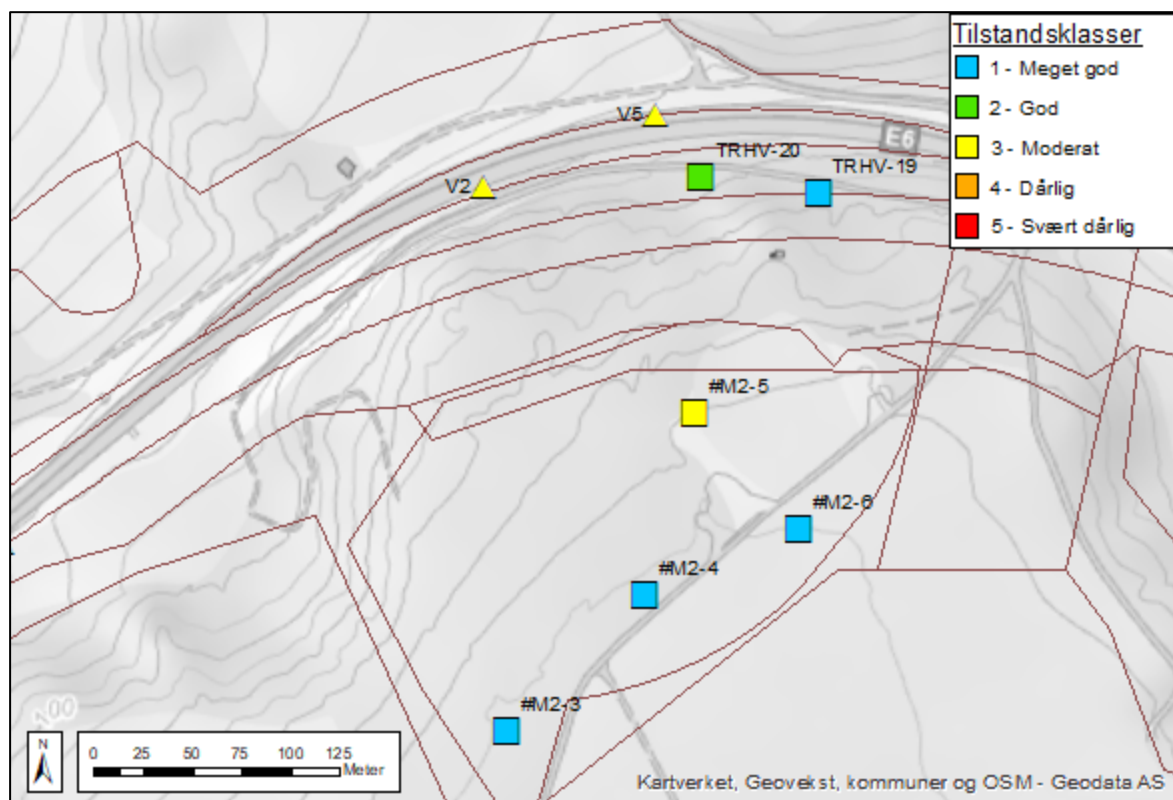 Tilstandsklasser
1 - Meget god
2 - God
3 - Moderat
4 - Dårlig
5 - Svært dårlig
V5
E6
TRHV-20
TRHV-19
V2
#M2-5
#M2-6
#M2-4
#M2-3
100
N
0 25 50 75 100 125
Meter
Kartverket, Geovekst, kommuner og OSM - Geodata AS